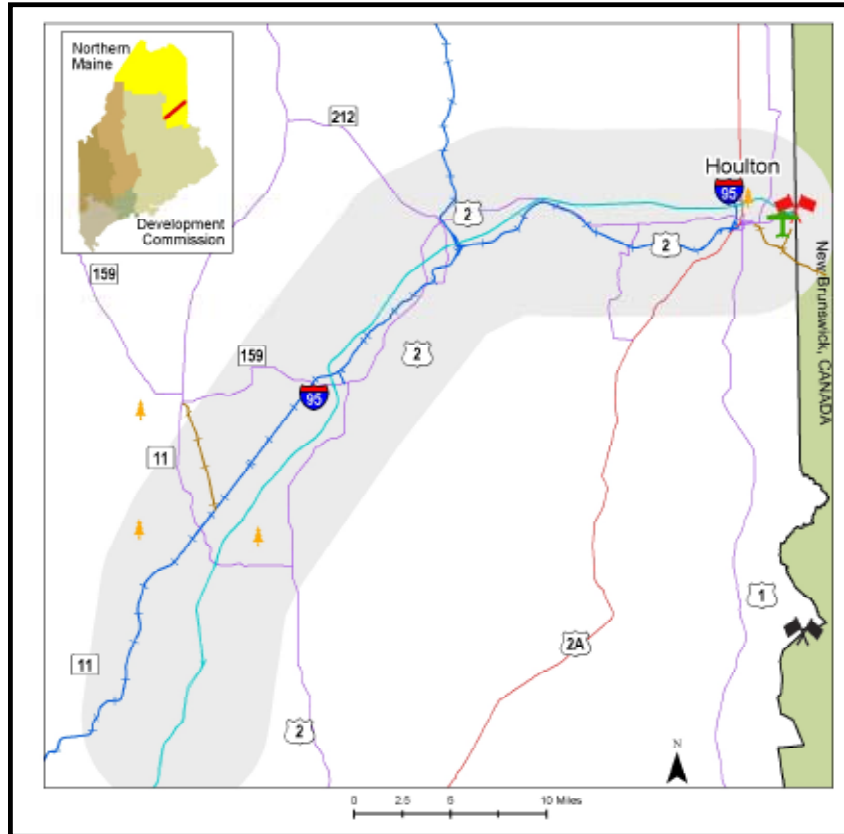 Northern
Maine
Development
Commission
212
Houlton
95
2
2
159
New Brunswick, CANADA
159
2
95
11
1
2A
11
2
N
0 2.5 5 10 Miles